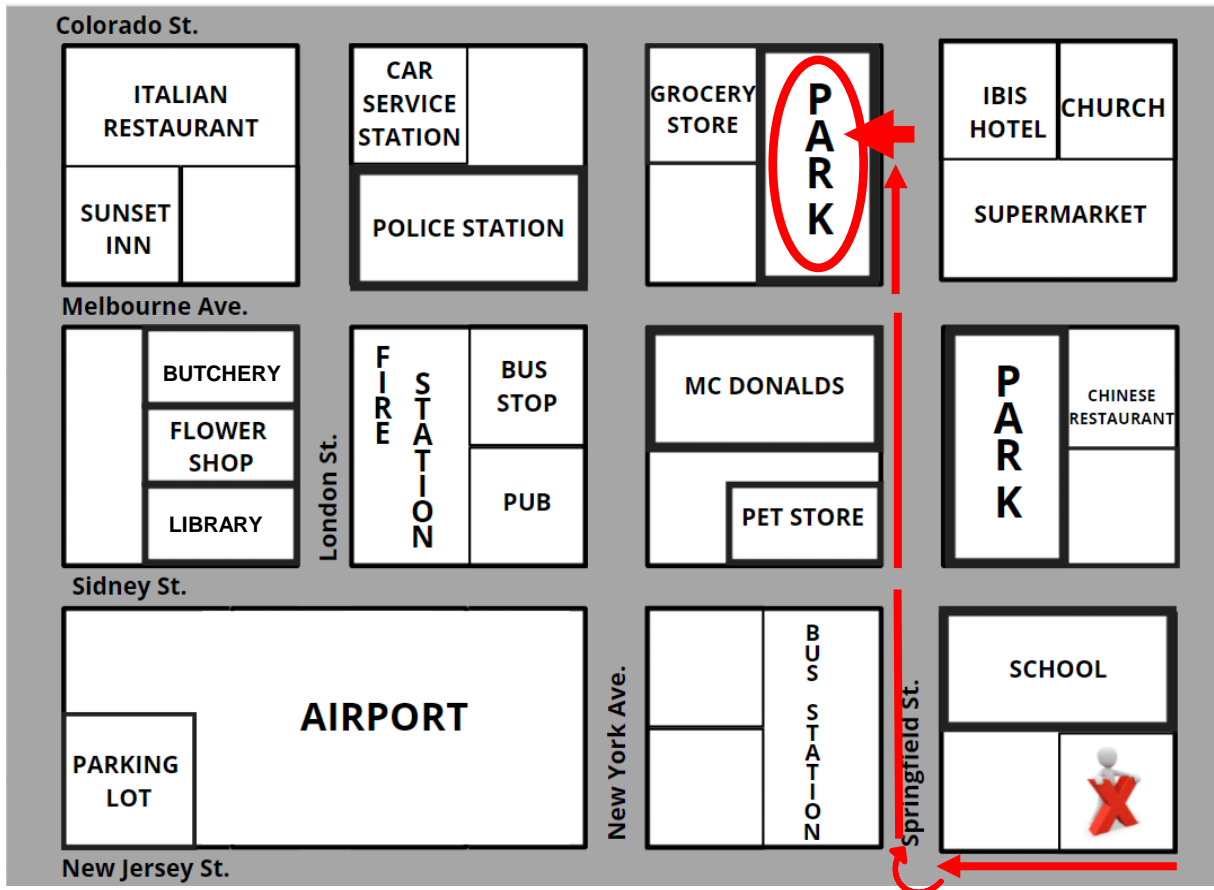 Colorado St.
ITALIAN
RESTAURANT
CAR
SERVICE
STATION
GROCERY
STORE
PARK
IBIS
HOTEL
CHURCH
SUNSET
INN
POLICE STATION
SUPERMARKET
Melbourne Ave.
BUTCHERY
FLOWER
SHOP
LIBRARY
London St.
FIRE
STATION
BUS
STOP
PUB
MC DONALDS
PET STORE
PARK
CHINESE
RESTAURANT
Sidney St.
AIRPORT
PARKING
LOT
New York Ave.
BUS STATION
Springfield St.
SCHOOL
X
New Jersey St.